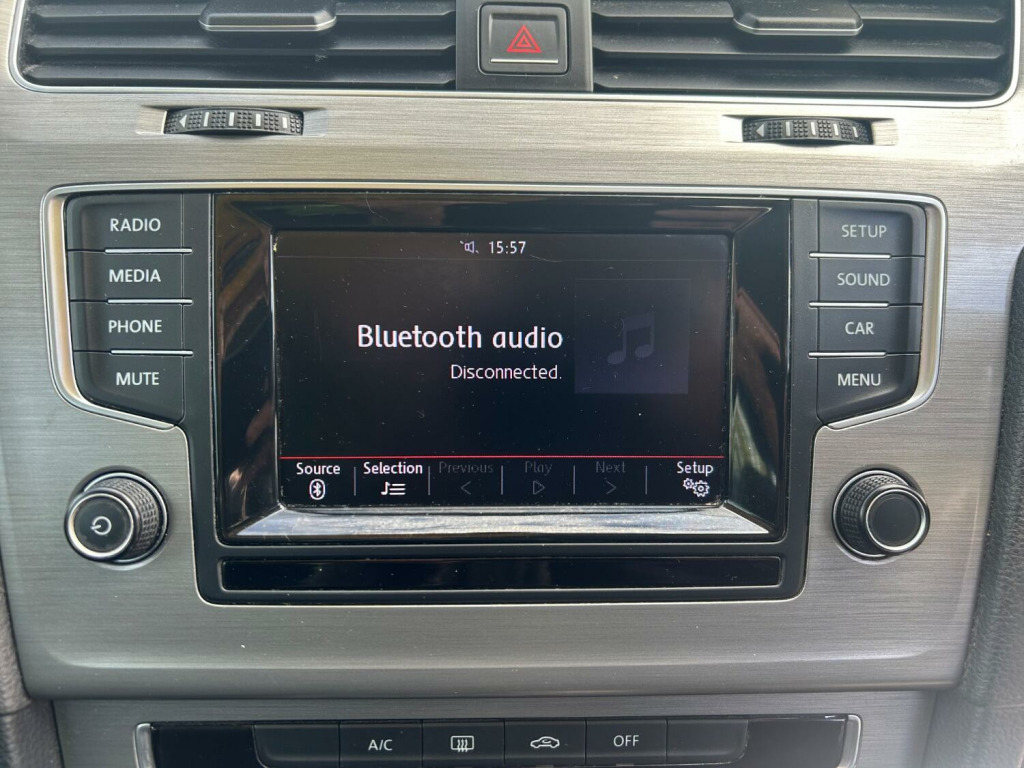 RADIO
MEDIA
PHONE
MUTE
15:57
Bluetooth audio
Disconnected.
Source Selection Previous Play Next Setup
SETUP
SOUND
CAR
MENU
A/C OFF